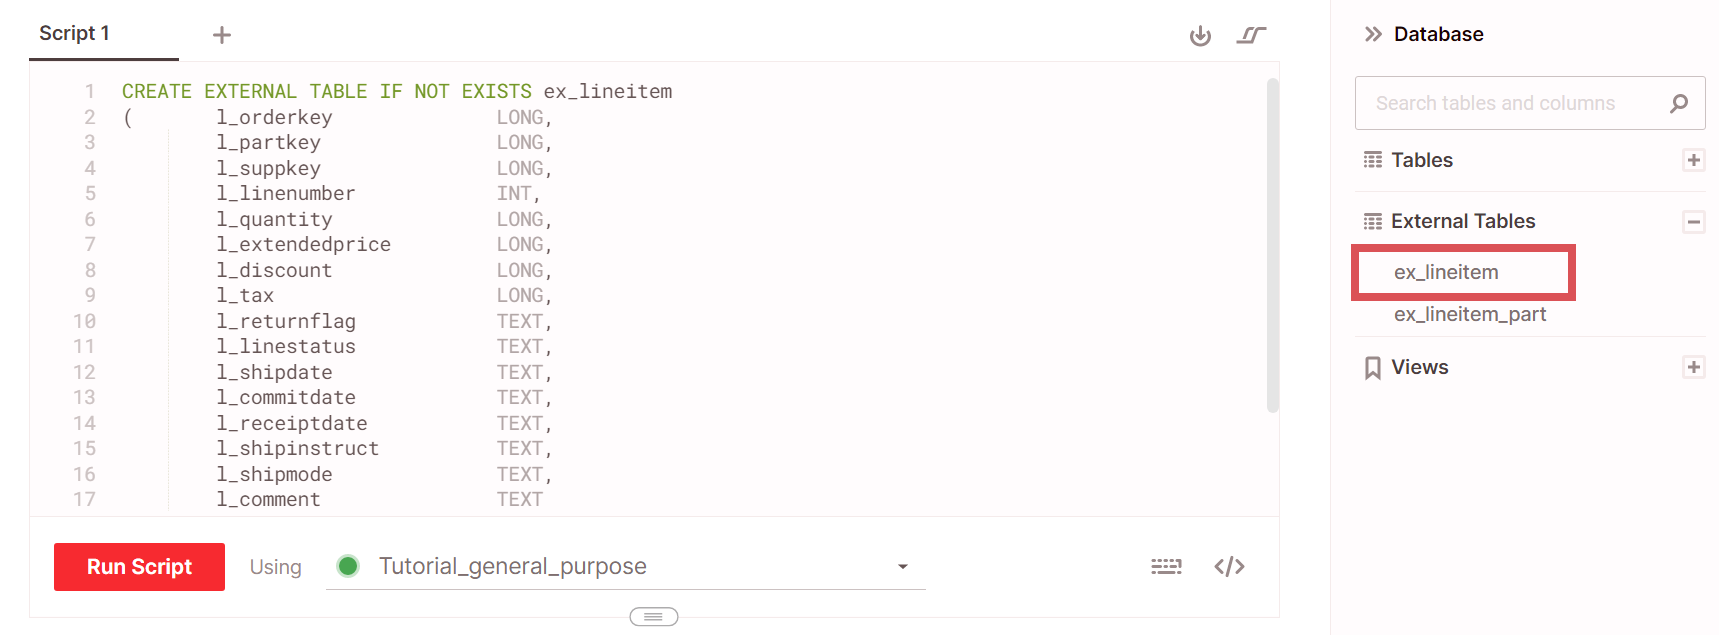 Script 1
1 CREATE EXTERNAL TABLE IF NOT EXISTS ex_lineitem
2 ( l_orderkey LONG,
3 l_partkey LONG,
4 l_suppkey LONG,
5 l_linenumber INT,
6 l_quantity LONG,
7 l_extendedprice LONG,
8 l_discount LONG,
9 l_tax LONG,
10 l_returnflag TEXT,
11 l_linestatus TEXT,
12 l_shipdate TEXT,
13 l_commitdate TEXT,
14 l_receiptdate TEXT,
15 l_shipinstruct TEXT,
16 l_shipmode TEXT,
17 l_comment TEXT
Run Script Using Tutorial_general_purpose
Database
Search tables and columns
Tables
External Tables
ex_lineitem
ex_lineitem_part
Views